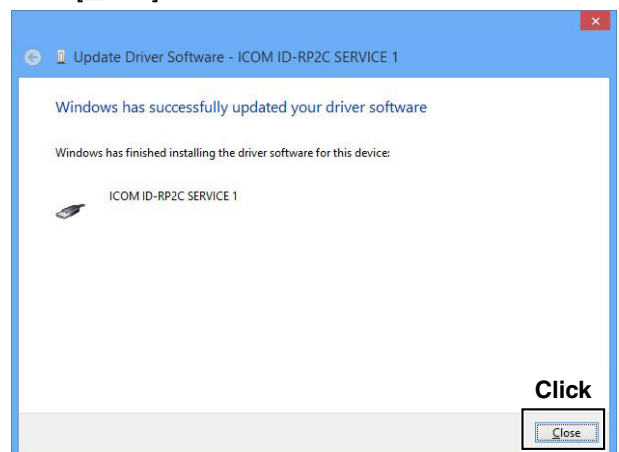 Update Driver Software - ICOM ID-RP2C SERVICE 1
Windows has successfully updated your driver software
Windows has finished installing the driver software for this device:
ICOM ID-RP2C SERVICE 1
Click
Close